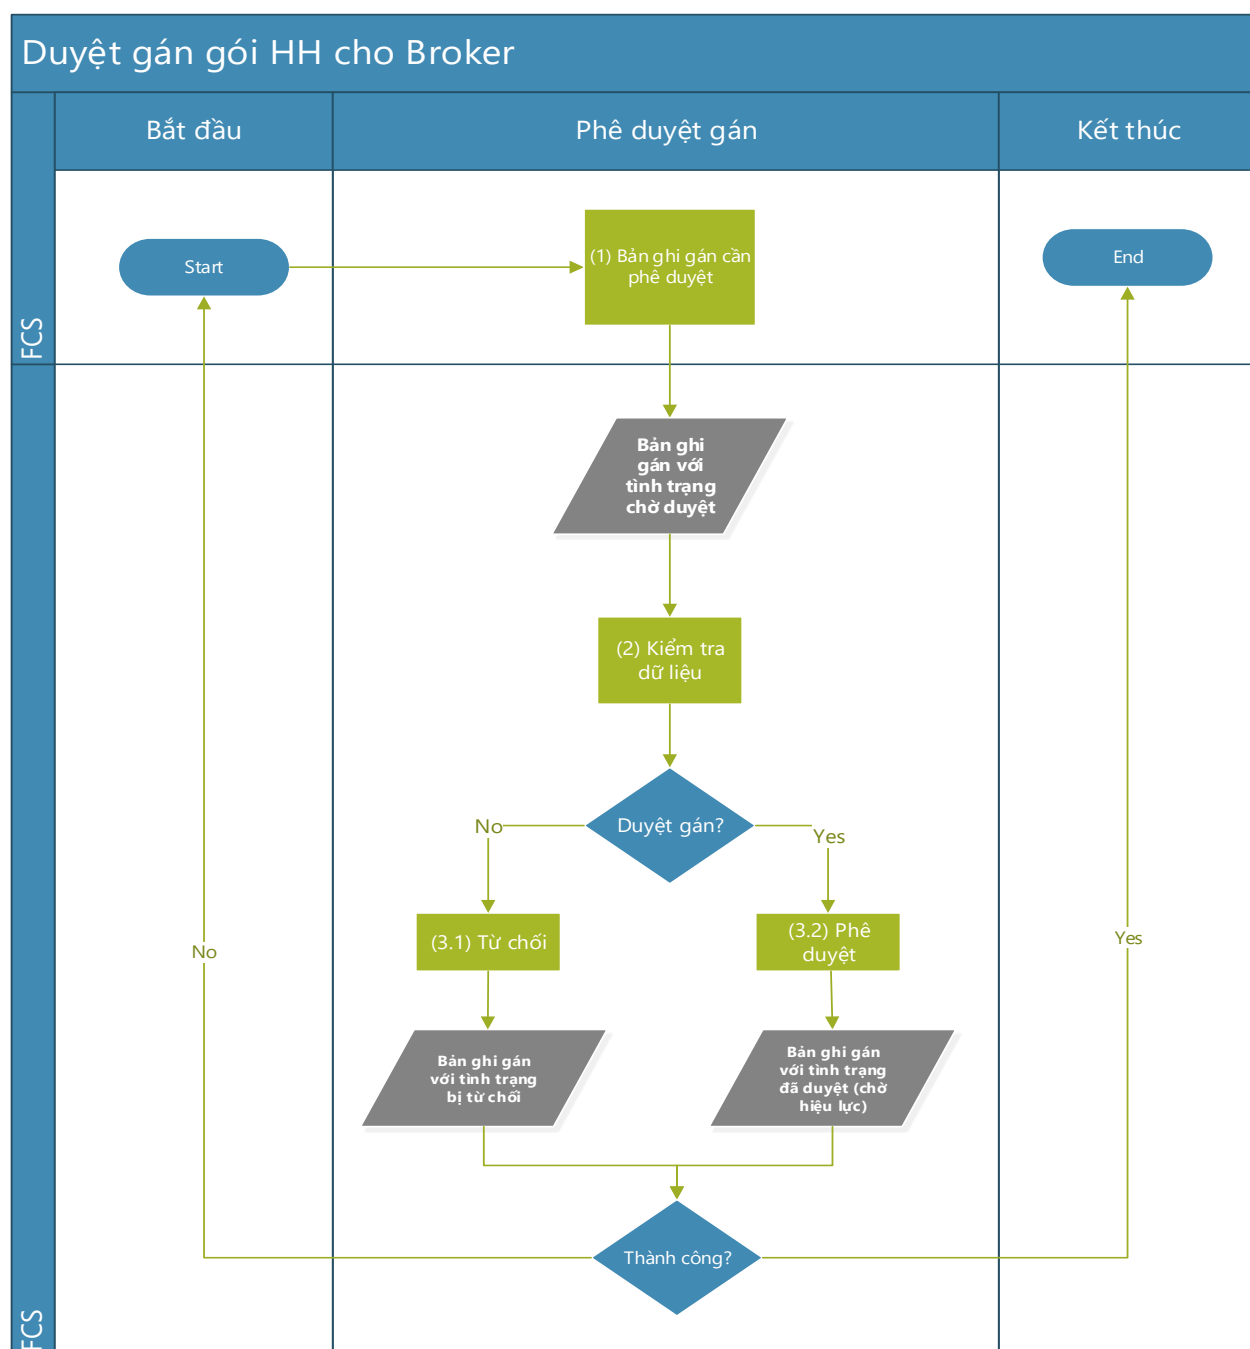 Duyệt gán gói HH cho Broker
Bắt đầu
Phê duyệt gán
Kết thúc
FCS
Start
(1) Bản ghi gán cần
phê duyệt
End
Bản ghi
gán với
tình trạng
chờ duyệt
(2) Kiểm tra
dữ liệu
Duyệt gán?
No
Yes
(3.1) Từ chối
(3.2) Phê
duyệt
No
Yes
Bản ghi gán
với tình trạng
bị từ chối
Bản ghi gán
với tình trạng
đã duyệt (chờ
hiệu lực)
Thành công?
FCS